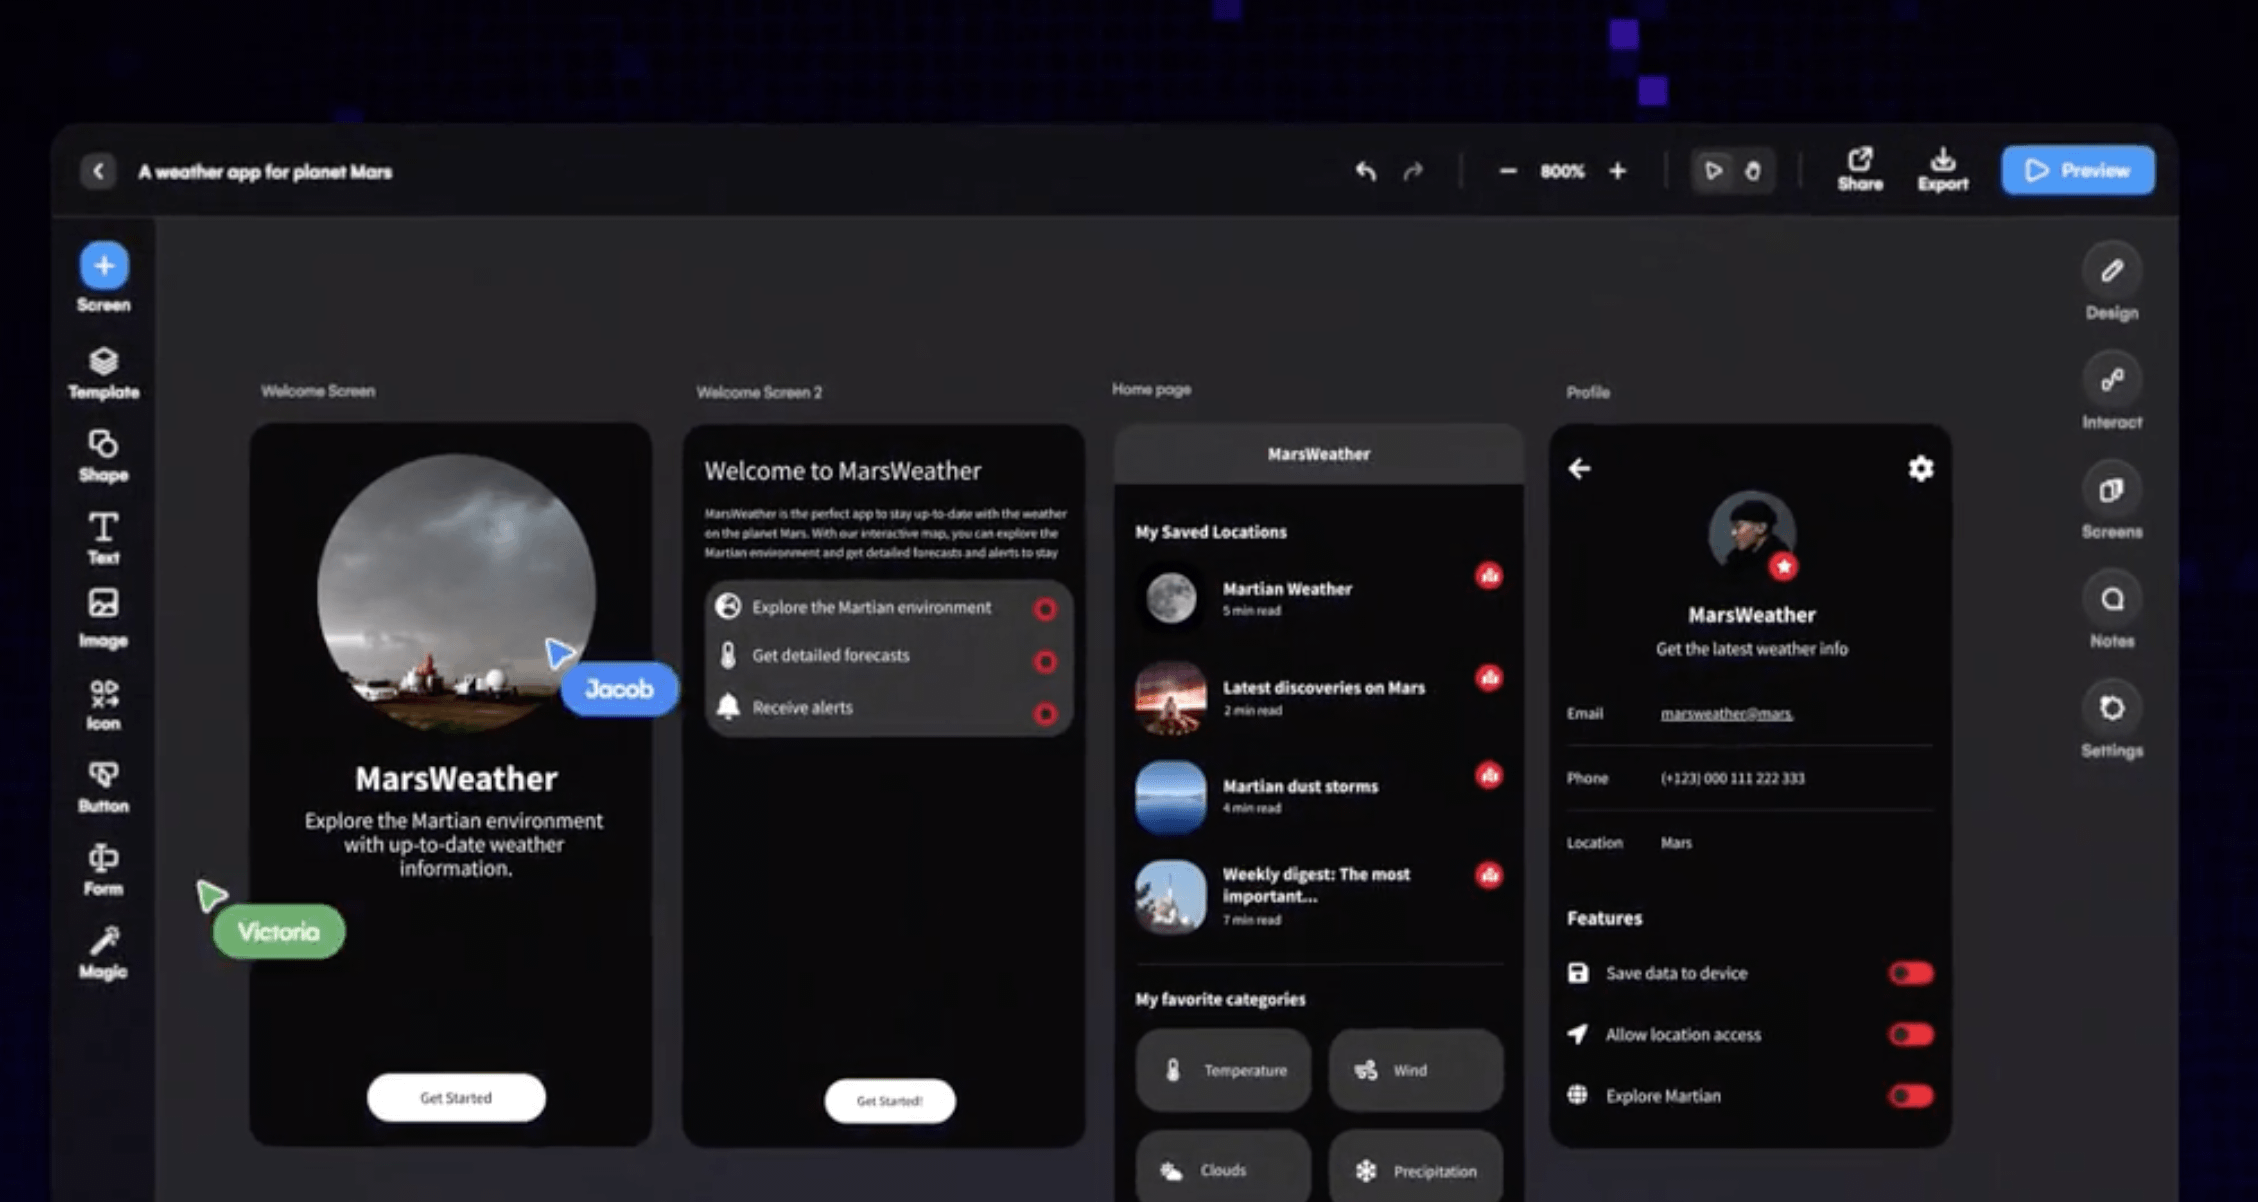 A weather app for planet Mars
800%
Share
Export
Preview
Screen
Template
Shape
Text
Image
Icon
Button
Form
Magic
Welcome Screen
MarsWeather
Explore the Martian environment
with up-to-date weather
information.
Get Started
Jacob
Victoria
Welcome Screen 2
Welcome to MarsWeather
MarsWeather is the perfect app to stay up-to-date with the weather
on the planet Mars. With our interactive map, you can explore the
Martian environment and get detailed forecasts and alerts to stay
Explore the Martian environment
Get detailed forecasts
Receive alerts
Get Started!
Home page
MarsWeather
My Saved Locations
Martian Weather
5 min read
Latest discoveries on Mars
2 min read
Martian dust storms
4 min read
Weekly digest: The most
important...
7 min read
My favorite categories
Temperature
Wind
Clouds
Precipitation
Profile
MarsWeather
Get the latest weather info
Email marsweather@mars.
Phone (+123) 000 111 222 333
Location Mars
Features
Save data to device
Allow location access
Explore Martian
Design
Interact
Screens
Notes
Settings